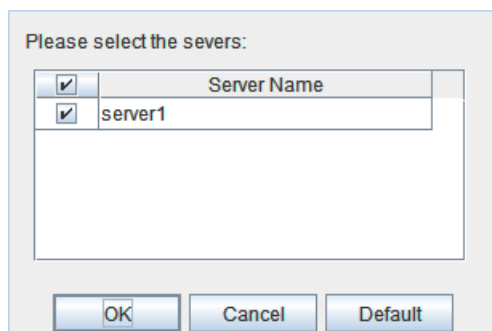 Please select the severs:
Server Name
server1
OK Cancel Default